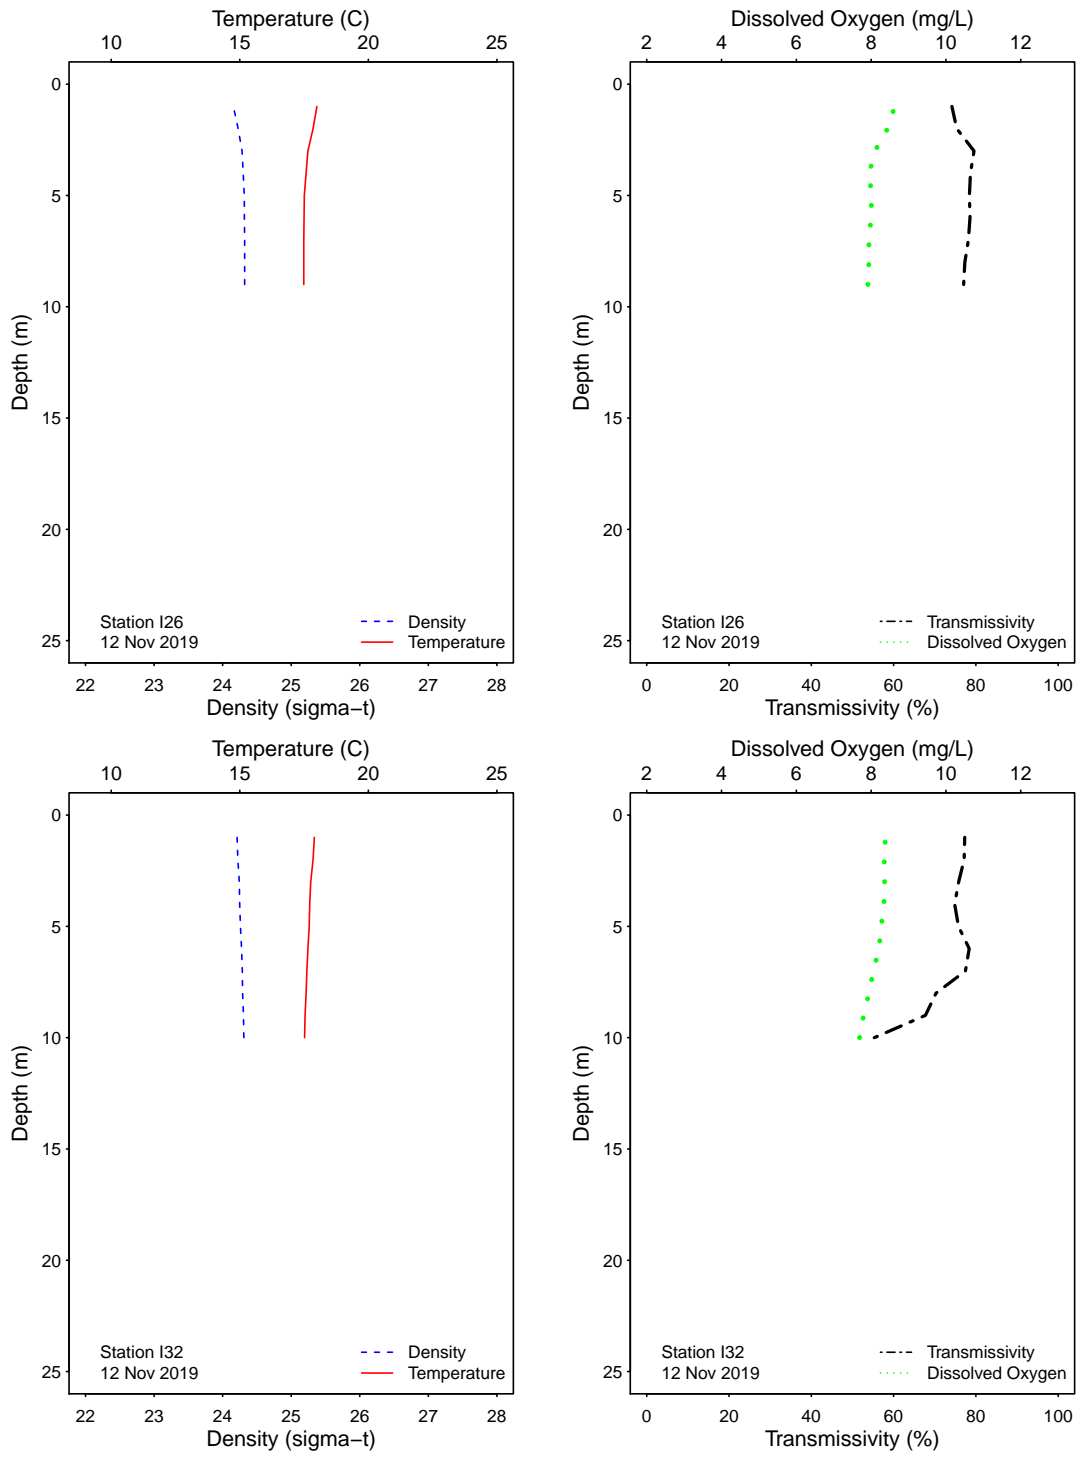 Temperature (C)
10 15 20 25
0
5
10
15
20
25
Depth (m)
Station I26
12 Nov 2019
Density
Temperature
22 23 24 25 26 27 28
Density (sigma−t)
Dissolved Oxygen (mg/L)
2 4 6 8 10 12
0
5
10
15
20
25
Depth (m)
Station I26
12 Nov 2019
Transmissivity
Dissolved Oxygen
0 20 40 60 80 100
Transmissivity (%)
Temperature (C)
10 15 20 25
0
5
10
15
20
25
Depth (m)
Station I32
12 Nov 2019
Density
Temperature
22 23 24 25 26 27 28
Density (sigma−t)
Dissolved Oxygen (mg/L)
2 4 6 8 10 12
0
5
10
15
20
25
Depth (m)
Station I32
12 Nov 2019
Transmissivity
Dissolved Oxygen
0 20 40 60 80 100
Transmissivity (%)